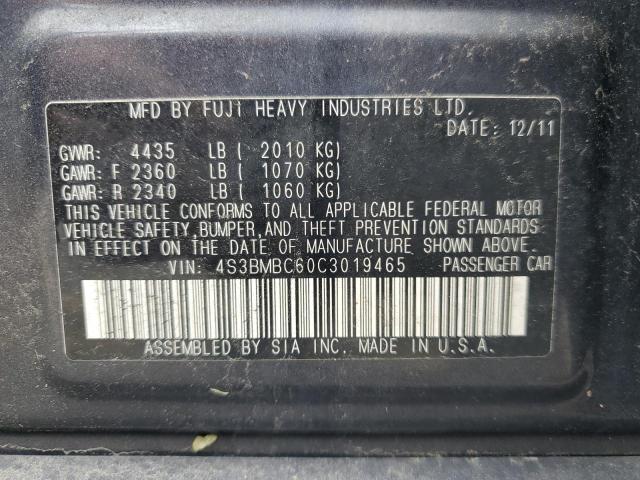 MFD BY FUJI HEAVY INDUSTRIES LTD.
DATE: 12/11
GVWR: 4435 LB ( 2010 KG)
GAWR: F 2360 LB ( 1070 KG)
GAWR: R 2340 LB ( 1060 KG)
THIS VEHICLE CONFORMS TO ALL APPLICABLE FEDERAL MOTOR
VEHICLE SAFETY, BUMPER, AND THEFT PREVENTION STANDARDS
IN EFFECT ON THE DATE OF MANUFACTURE SHOWN ABOVE.
VIN: 4S3BMBC60C3019465 PASSENGER CAR
ASSEMBLED BY SIA INC. MADE IN U.S.A.